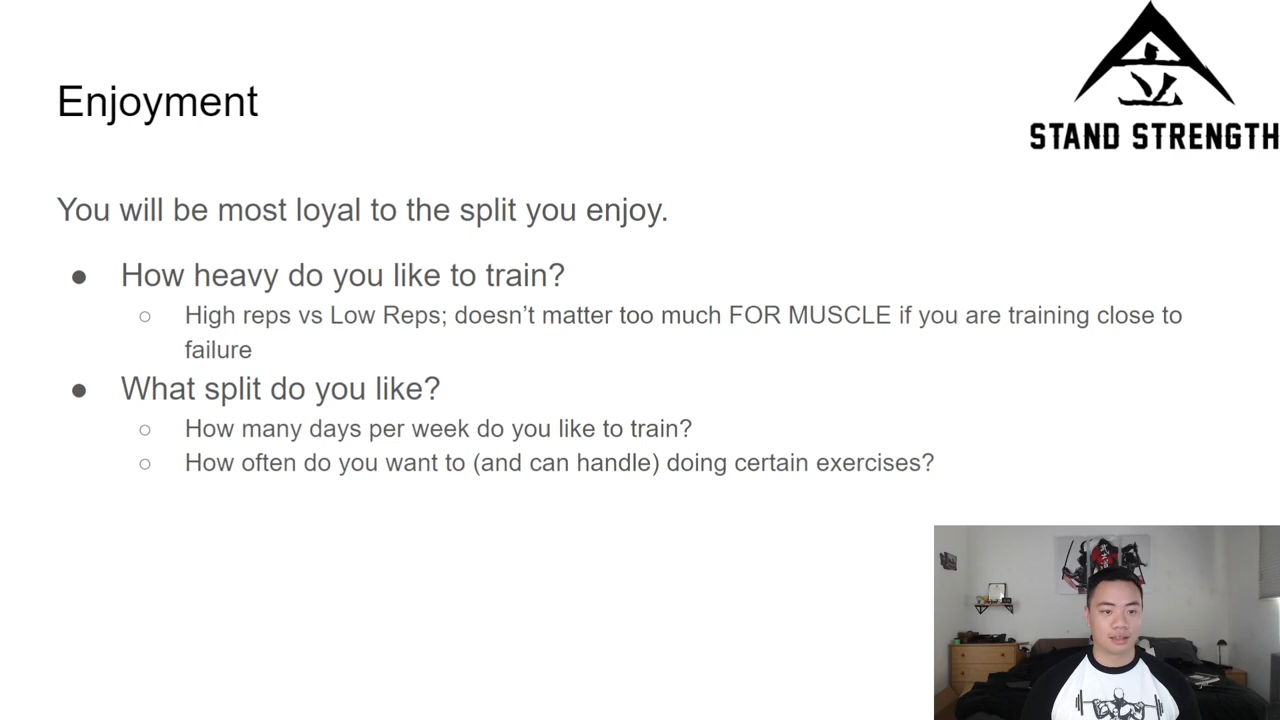 立
STAND STRENGTH
Enjoyment
You will be most loyal to the split you enjoy.
● How heavy do you like to train?
○ High reps vs Low Reps; doesn’t matter too much FOR MUSCLE if you are training close to
failure
● What split do you like?
○ How many days per week do you like to train?
○ How often do you want to (and can handle) doing certain exercises?